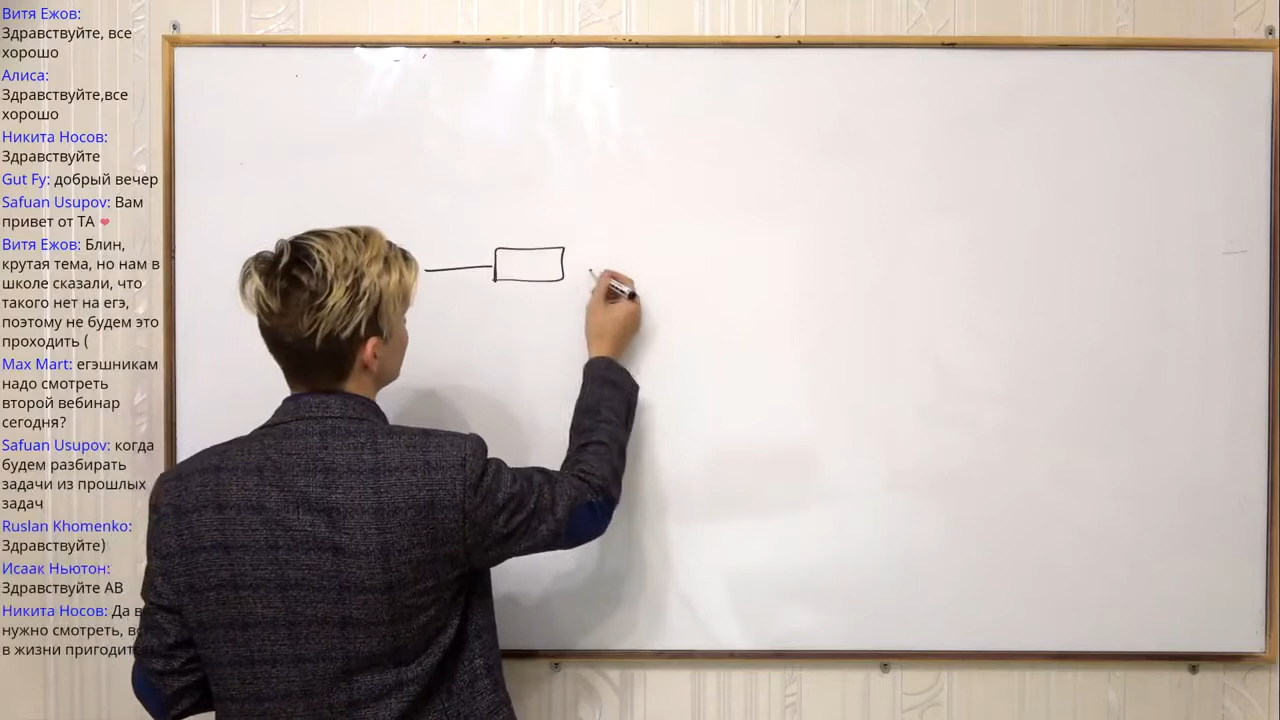 Витя Ежов:
Здравствуйте, все
хорошо
Алиса:
Здравствуйте,все
хорошо
Никита Носов:
Здравствуйте
Gut Fy: добрый вечер
Safuan Usupov: Вам
привет от ТА ❤
Витя Ежов: Блин,
крутая тема, но нам в
школе сказали, что
такого нет на егэ,
поэтому не будем это
проходить (
Max Mart: егэшникам
надо смотреть
второй вебинар
сегодня?
Safuan Usupov: когда
будем разбирать
задачи из прошлых
задач
Ruslan Khomenko:
Здравствуйте)
Исаак Ньютон:
Здравствуйте АВ
Никита Носов: Да
нужно смотреть,
в жизни